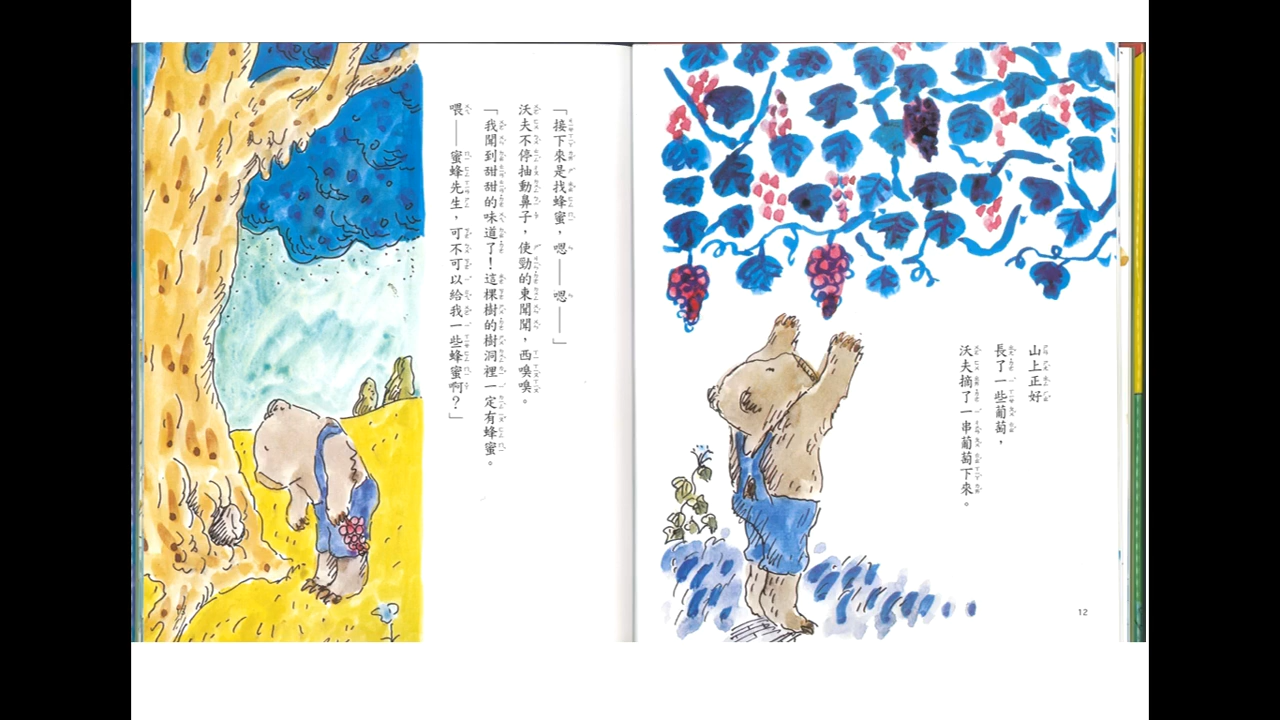 山上正好
長了一些葡萄，
沃夫摘了一串葡萄下來。
12
「接下來是找蜂蜜，嗯——嗯——」
沃夫不停抽動鼻子，使勁的東聞聞，西嗅嗅。
「我聞到甜甜的味道了！這棵樹的樹洞裡一定有蜂蜜。
喂——蜜蜂先生，可不可以給我一些蜂蜜啊？」